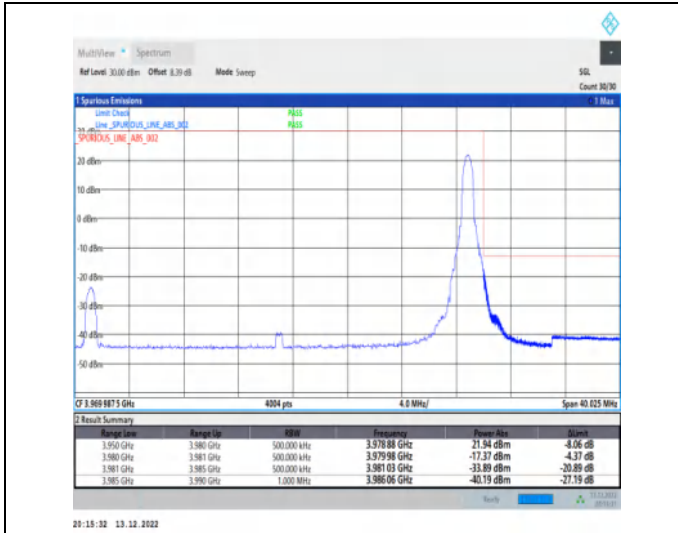 MultiView Spectrum
Ref Level 30.00 dBm Offset 8.39 dB Mode Sweep SGL
Count 30/30
1 Spurious Emissions 1 Max
Limit Check PASS
Line _SPURIOUS_LINE_ABS_002 PASS
30 dBm
SPURIOUS_LINE_ABS_002
20 dBm
10 dBm
0 dBm
-10 dBm
-20 dBm
-30 dBm
-40 dBm
-50 dBm
CF 3.969 987 5 GHz 4004 pts 4.0 MHz/ Span 40.025 MHz
2 Result Summary
Range Low Range Up RBW Frequency Power Abs ΔLimit
3.950 GHz 3.980 GHz 500.000 kHz 3.978 88 GHz 21.94 dBm -8.06 dB
3.980 GHz 3.981 GHz 500.000 kHz 3.979 98 GHz -17.37 dBm -4.37 dB
3.981 GHz 3.985 GHz 500.000 kHz 3.981 03 GHz -33.89 dBm -20.89 dB
3.985 GHz 3.990 GHz 1.000 MHz 3.986 06 GHz -40.19 dBm -27.19 dB
Ready 13.12.2022
20:15:32 13.12.2022